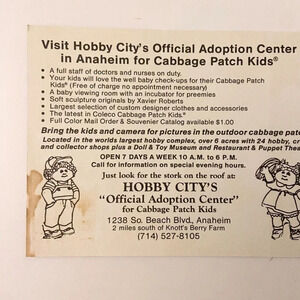 Visit Hobby City's Official Adoption Center
in Anaheim for Cabbage Patch Kids®
• A full staff of doctors and nurses on duty.
• Your kids will love the well baby check-ups for their Cabbage Patch
Kids® (Free of charge no appointment necessary)
• A baby viewing room with an incubator for preemies
• Soft sculpture originals by Xavier Roberts
• Largest selection of custom designer clothes and accessories
• The latest in Coleco Cabbage Patch Kids.®
• Full Color Mail Order & Souvenir Catalog available $1.00
Bring the kids and camera for pictures in the outdoor cabbage patc
Located in the worlds largest hobby complex, over 6 acres with 24 hobby, cr
and collector shops plus a Doll & Toy Museum and Restaurant & Puppet Thea
OPEN 7 DAYS A WEEK 10 A.M. to 6 P.M.
Call for information on special evening hours.
Just look for the stork on the roof at:
HOBBY CITY'S
"Official Adoption Center"
for Cabbage Patch Kids
1238 So. Beach Blvd., Anaheim
2 miles south of Knott's Berry Farm
(714) 527-8105